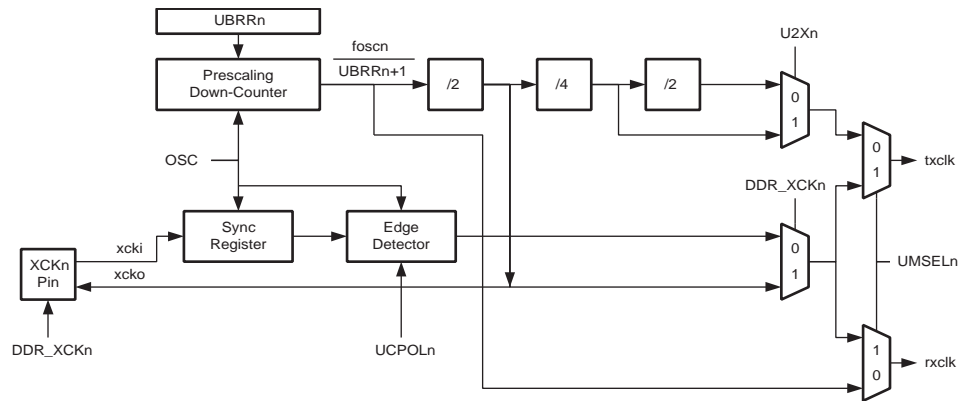 UBRRn
U2Xn
foscn
UBRRn+1
Prescaling
Down-Counter
/2
/4
/2
0
1
OSC
0
1
txclk
DDR_XCKn
Sync
Register
Edge
Detector
xcki
0
1
XCKn
Pin
xcko
UMSELn
DDR_XCKn
UCPOLn
1
0
rxclk